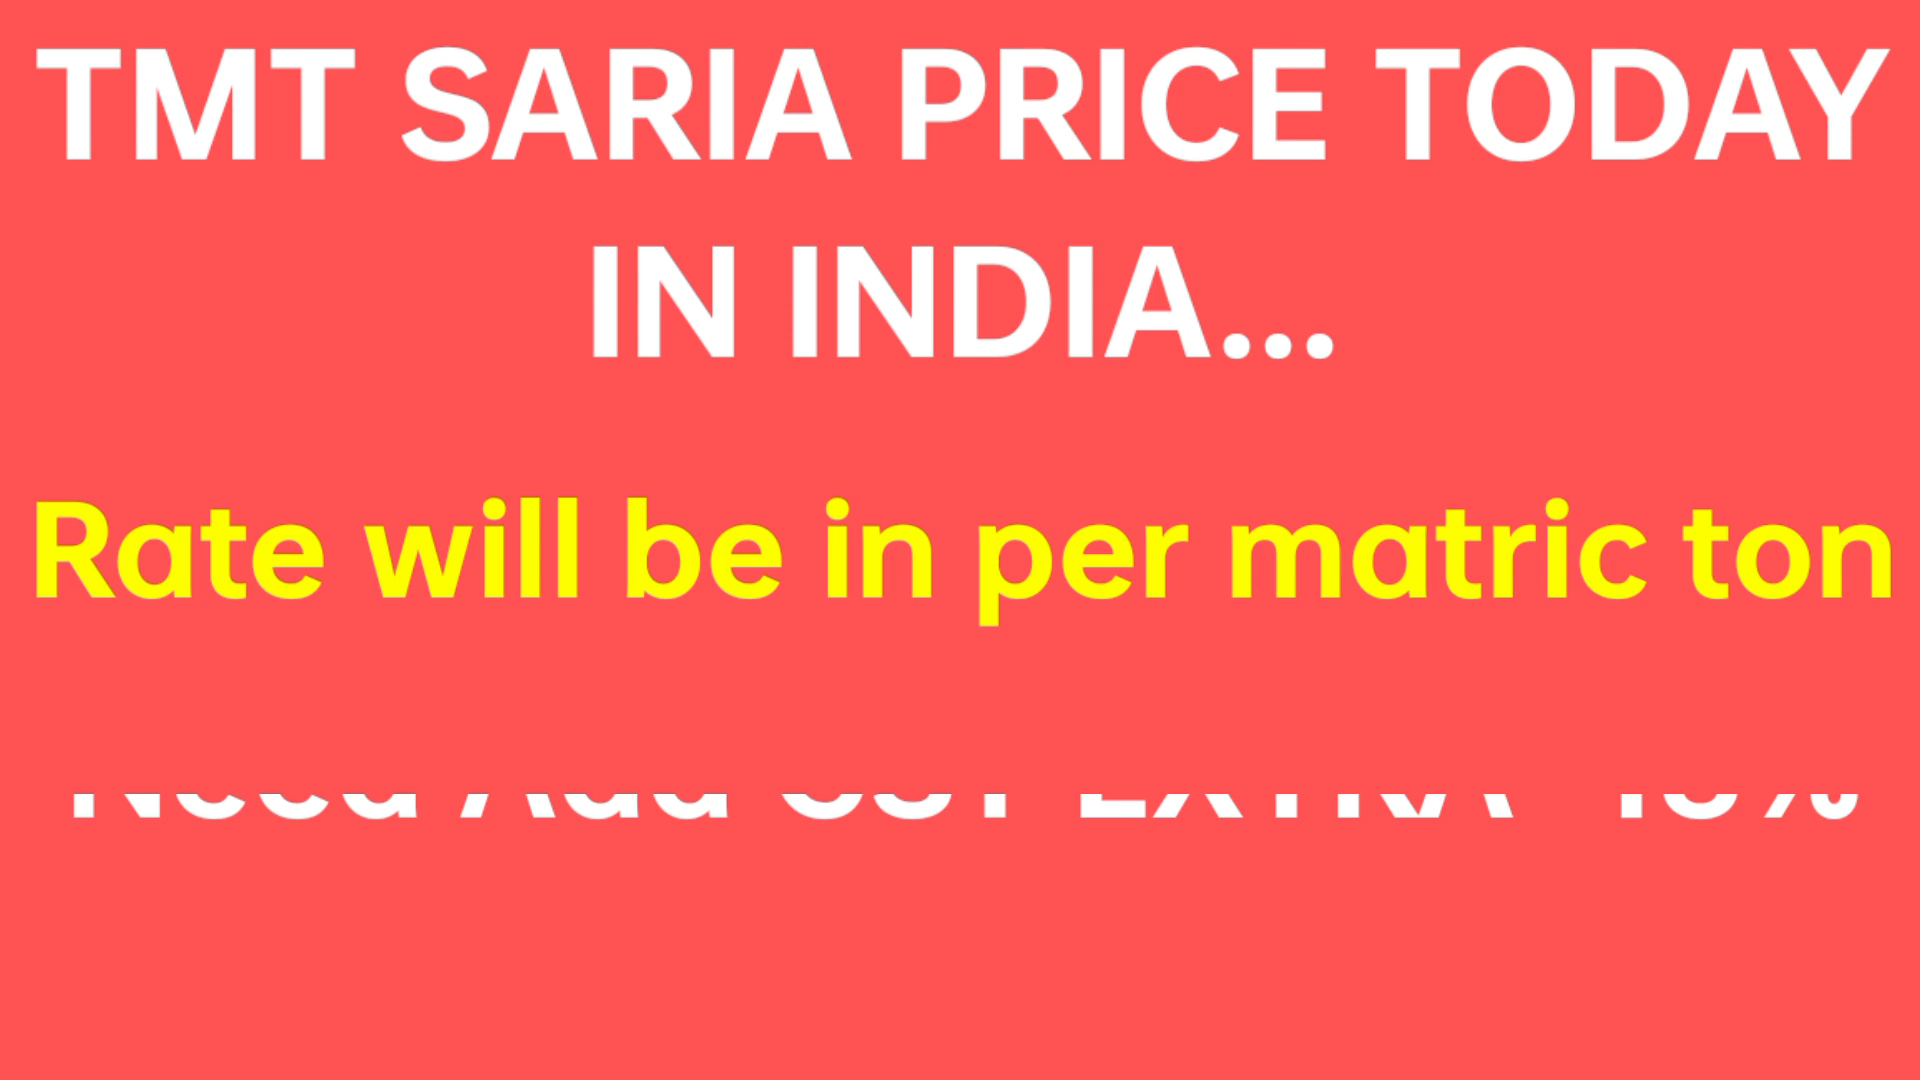 TMT SARIA PRICE TODAY
IN INDIA...
Rate will be in per matric ton